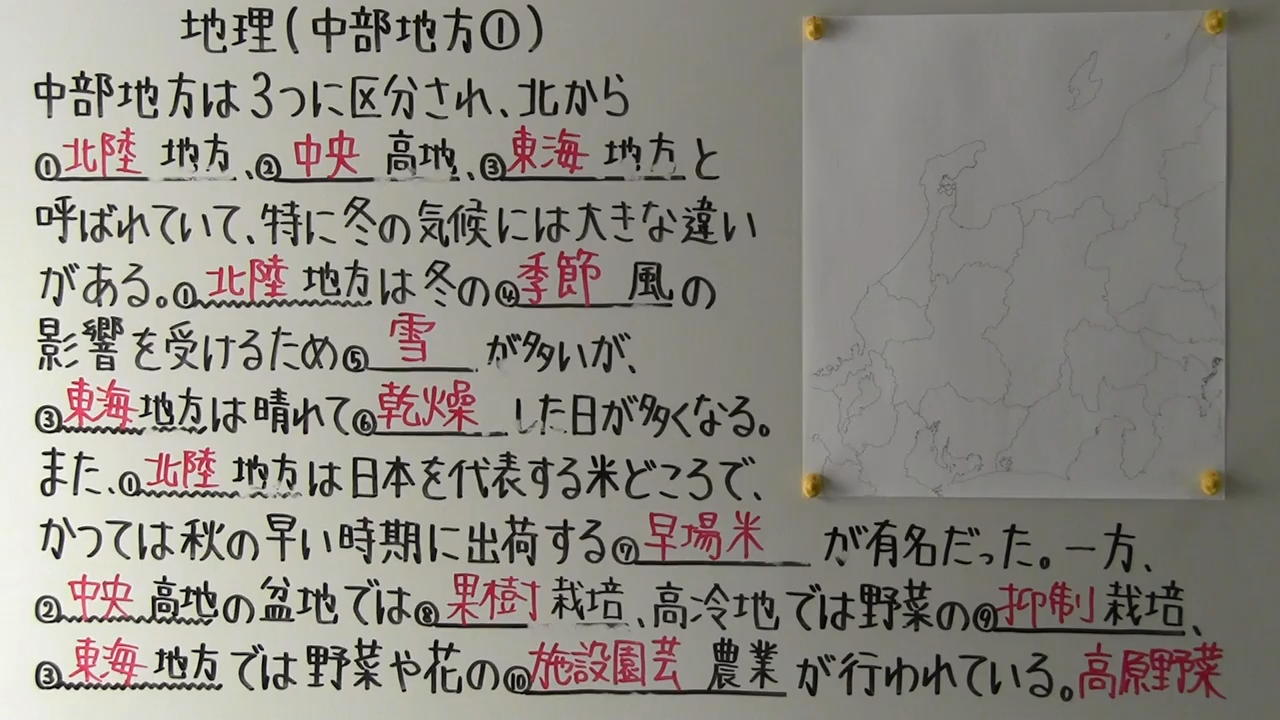 地理(中部地方①)
中部地方は3つに区分され、北から
①北陸 地方、②中央 高地、③東海 地方と
呼ばれていて、特に冬の気候には大きな違い
がある。①北陸 地方は冬の④季節 風の
影響を受けるため⑤雪 が多いが、
③東海地方は晴れて⑥乾燥 した日が多くなる。
また、①北陸 地方は日本を代表する米どころで、
かつては秋の早い時期に出荷する⑦早場米 が有名だった。一方、
②中央 高地の盆地では⑧果樹 栽培、高冷地では野菜の⑨抑制 栽培、
③東海 地方では野菜や花の⑩施設園芸 農業 が行われている。高原野菜